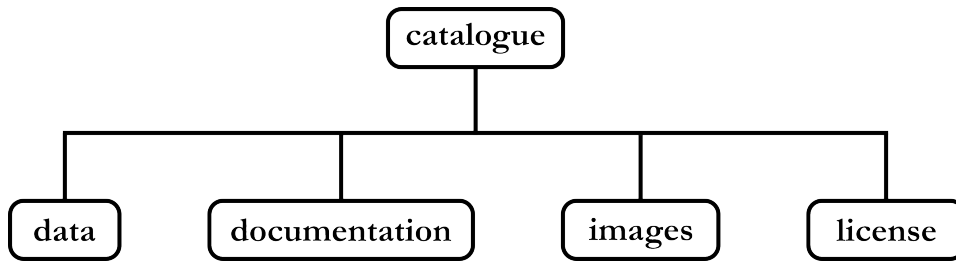 catalogue
data
documentation
images
license